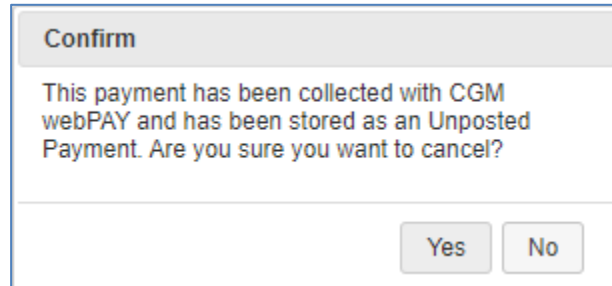 Confirm
This payment has been collected with CGM
webPAY and has been stored as an Unposted
Payment. Are you sure you want to cancel?
Yes No